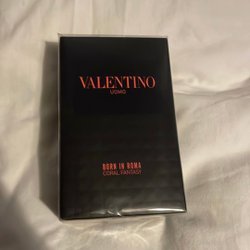 VALENTINO
UOMO
BORN IN ROMA
CORAL FANTASY